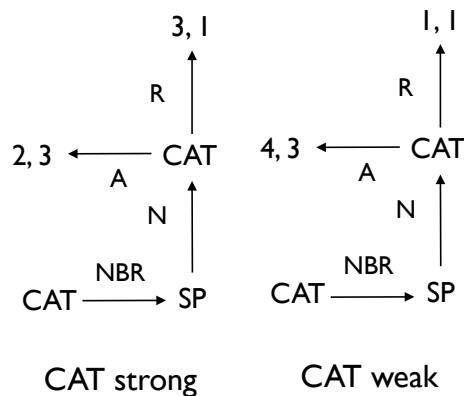 3, 1
R
2, 3
A
CAT
N
CAT
NBR
SP
CAT strong
1, 1
R
4, 3
A
CAT
N
CAT
NBR
SP
CAT weak